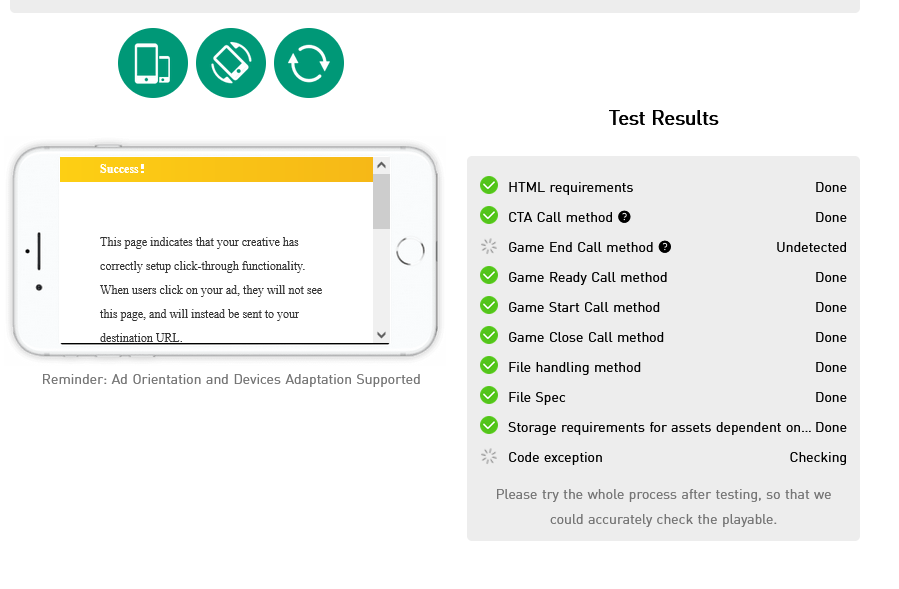 Test Results
Success!
This page indicates that your creative has
correctly setup click-through functionality.
When users click on your ad, they will not see
this page, and will instead be sent to your
destination URL.
Reminder: Ad Orientation and Devices Adaptation Supported
HTML requirements Done
CTA Call method ? Done
Game End Call method ? Undetected
Game Ready Call method Done
Game Start Call method Done
Game Close Call method Done
File handling method Done
File Spec Done
Storage requirements for assets dependent on... Done
Code exception Checking
Please try the whole process after testing, so that we
could accurately check the playable.